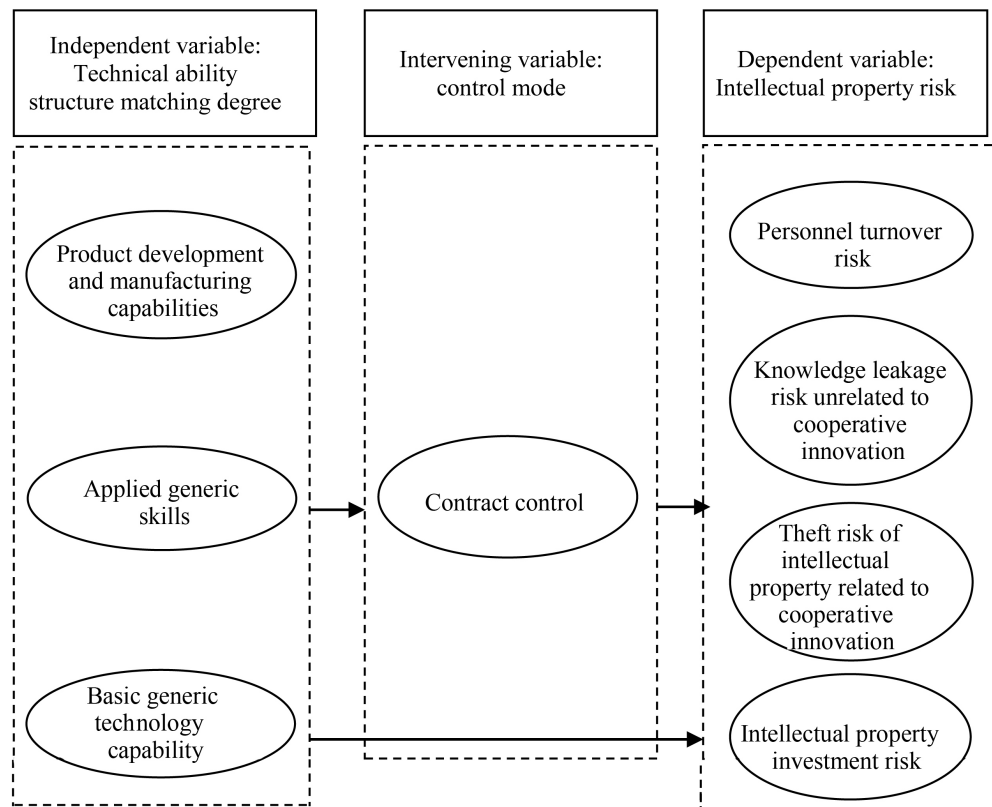 Independent variable:
Technical ability
structure matching degree
Intervening variable:
control mode
Dependent variable:
Intellectual property risk
Product development
and manufacturing
capabilities
Applied generic
skills
Basic generic
technology
capability
Contract control
Personnel turnover
risk
Knowledge leakage
risk unrelated to
cooperative
innovation
Theft risk of
intellectual
property related to
cooperative
innovation
Intellectual property
investment risk